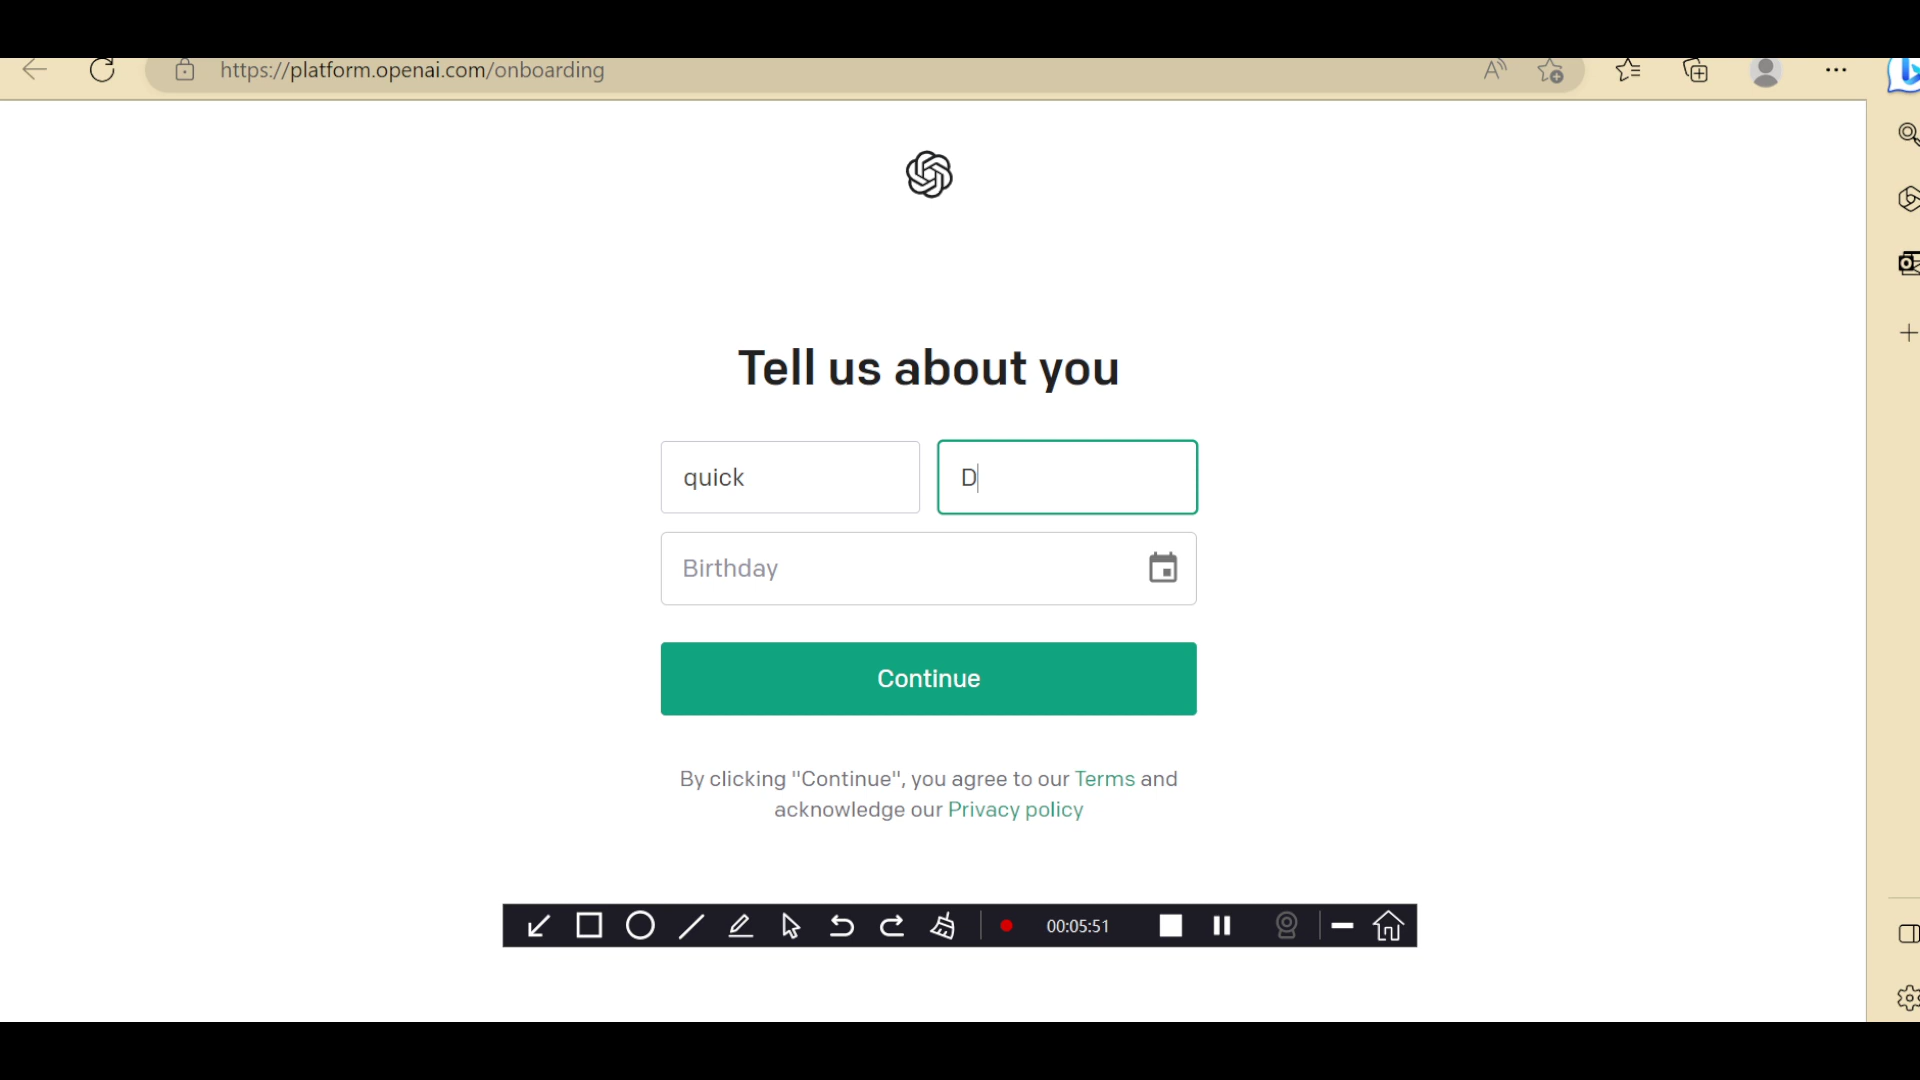 https://platform.openai.com/onboarding
Tell us about you
quick
D
Birthday
Continue
By clicking "Continue", you agree to our Terms and
acknowledge our Privacy policy
00:05:51